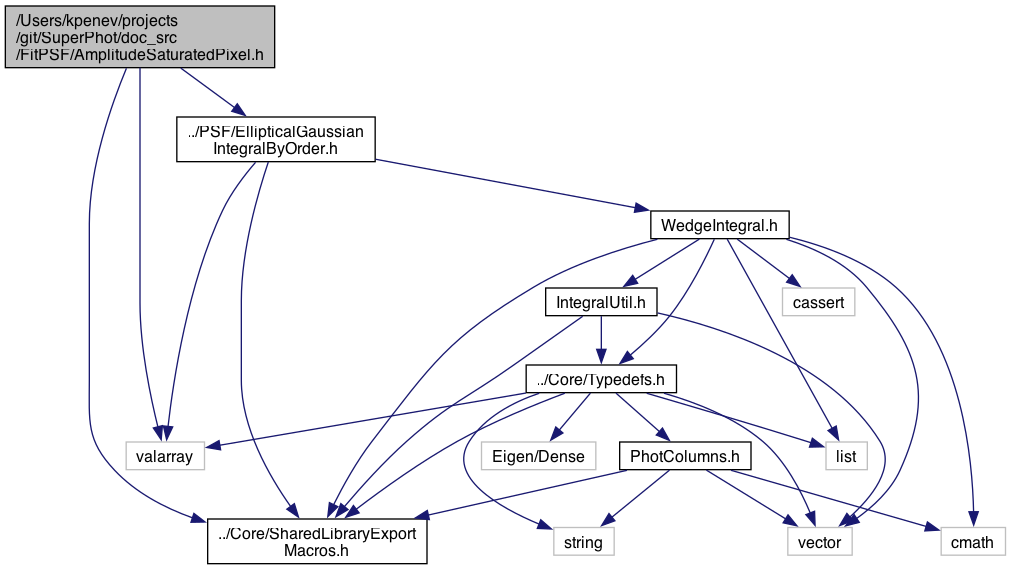 /Users/kpenev/projects
/git/SuperPhot/doc_src
/FitPSF/AmplitudeSaturatedPixel.h
../PSF/EllipticalGaussian
IntegralByOrder.h
WedgeIntegral.h
IntegralUtil.h
cassert
../Core/Typedefs.h
valarray
Eigen/Dense
PhotColumns.h
list
../Core/SharedLibraryExport
Macros.h
string
vector
cmath